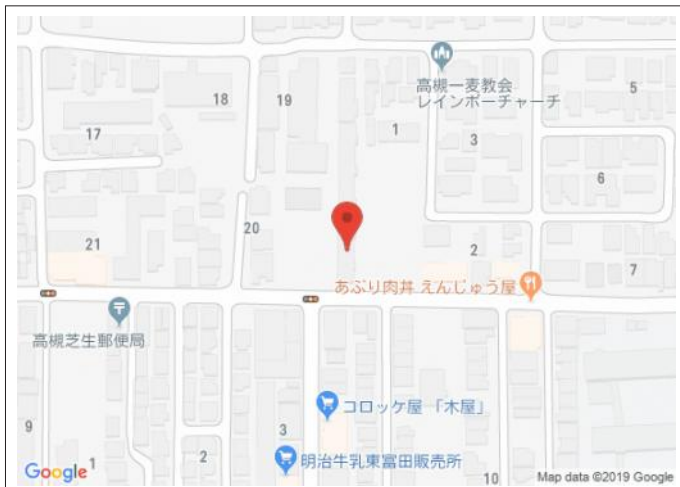 高槻一麦教会
レインボーチャーチ
5
18
19
17
1
3
6
20
21
2
7
あぶり肉丼 えんじゅう屋
高槻芝生郵便局
コロッケ屋 「木屋」
9
3
2
明治牛乳東富田販売所
1
10
Google
Map data ©2019 Google